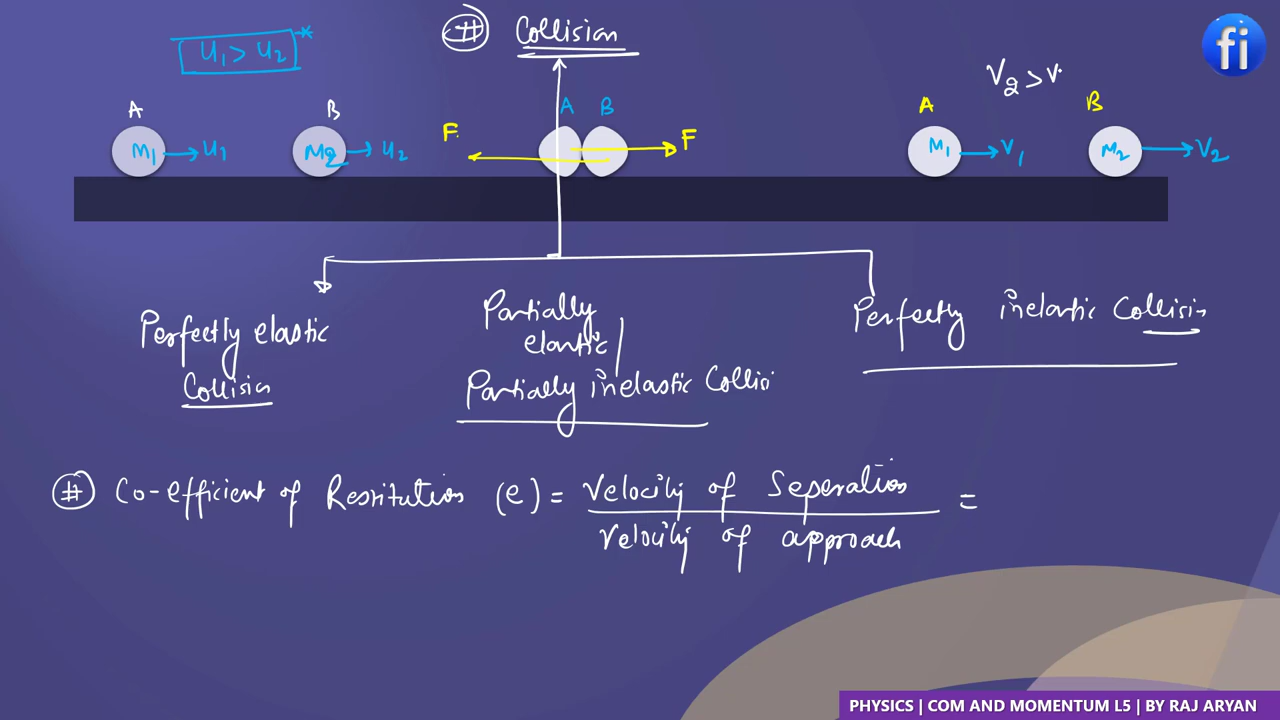 # Collision
U₁ > U₂ *
fi
V₂ > V
A B A B A B
M₁ → U₁ M₂ → U₂ F F M₁ → V₁ M₂ → V₂
Perfectly elastic
Collision
Partially
elastic /
Partially inelastic Collisi
Perfectly inelastic Collision
# Co-efficient of Restitution (e) = Velocity of Seperation =
Velocity of approach
PHYSICS | COM AND MOMENTUM L5 | BY RAJ ARYAN